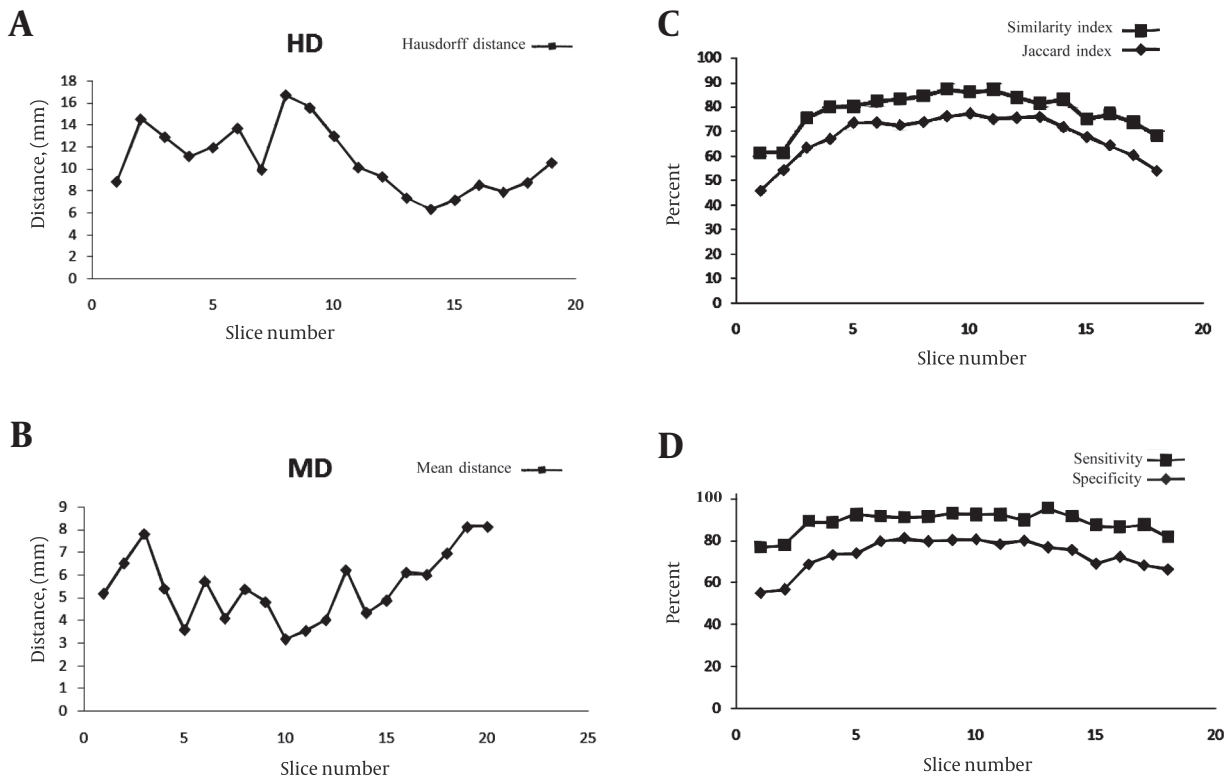 A
HD
Hausdorff distance
Distance, (mm)
18
16
14
12
10
8
6
4
2
0
0 5 10 15 20
Slice number
C
Similarity index
Jaccard index
Percent
100
90
80
70
60
50
40
30
20
10
0
0 5 10 15 20
Slice number
B
MD
Mean distance
Distance, (mm)
9
8
7
6
5
4
3
2
1
0
0 5 10 15 20 25
Slice number
D
Sensitivity
Specificity
Percent
100
80
60
40
20
0
0 5 10 15 20
Slice number